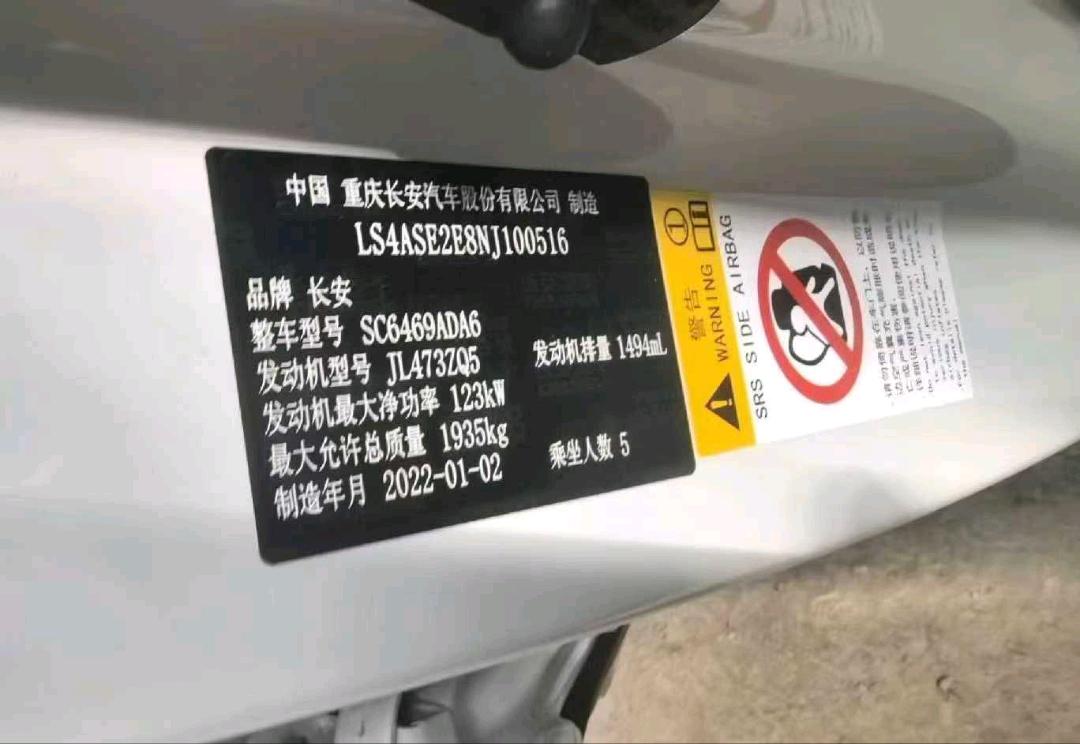 中国 重庆长安汽车股份有限公司 制造
LS4ASE2E8NJ100516
品牌 长安
整车型号 SC6469ADA6
发动机型号 JL473ZQ5 发动机排量 1494mL
发动机最大净功率 123kW
最大允许总质量 1935kg
制造年月 2022-01-02 乘坐人数 5
警告
WARNING
SRS SIDE AIRBAG